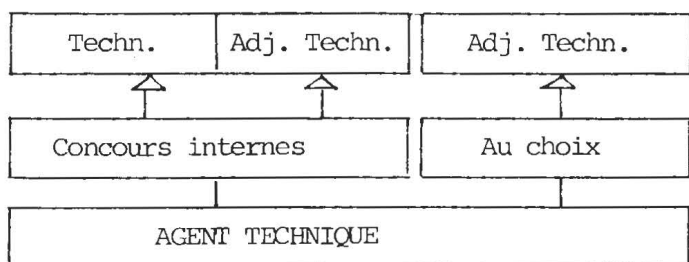 Techn. Adj. Techn. Adj. Techn.
Concours internes Au choix
AGENT TECHNIQUE